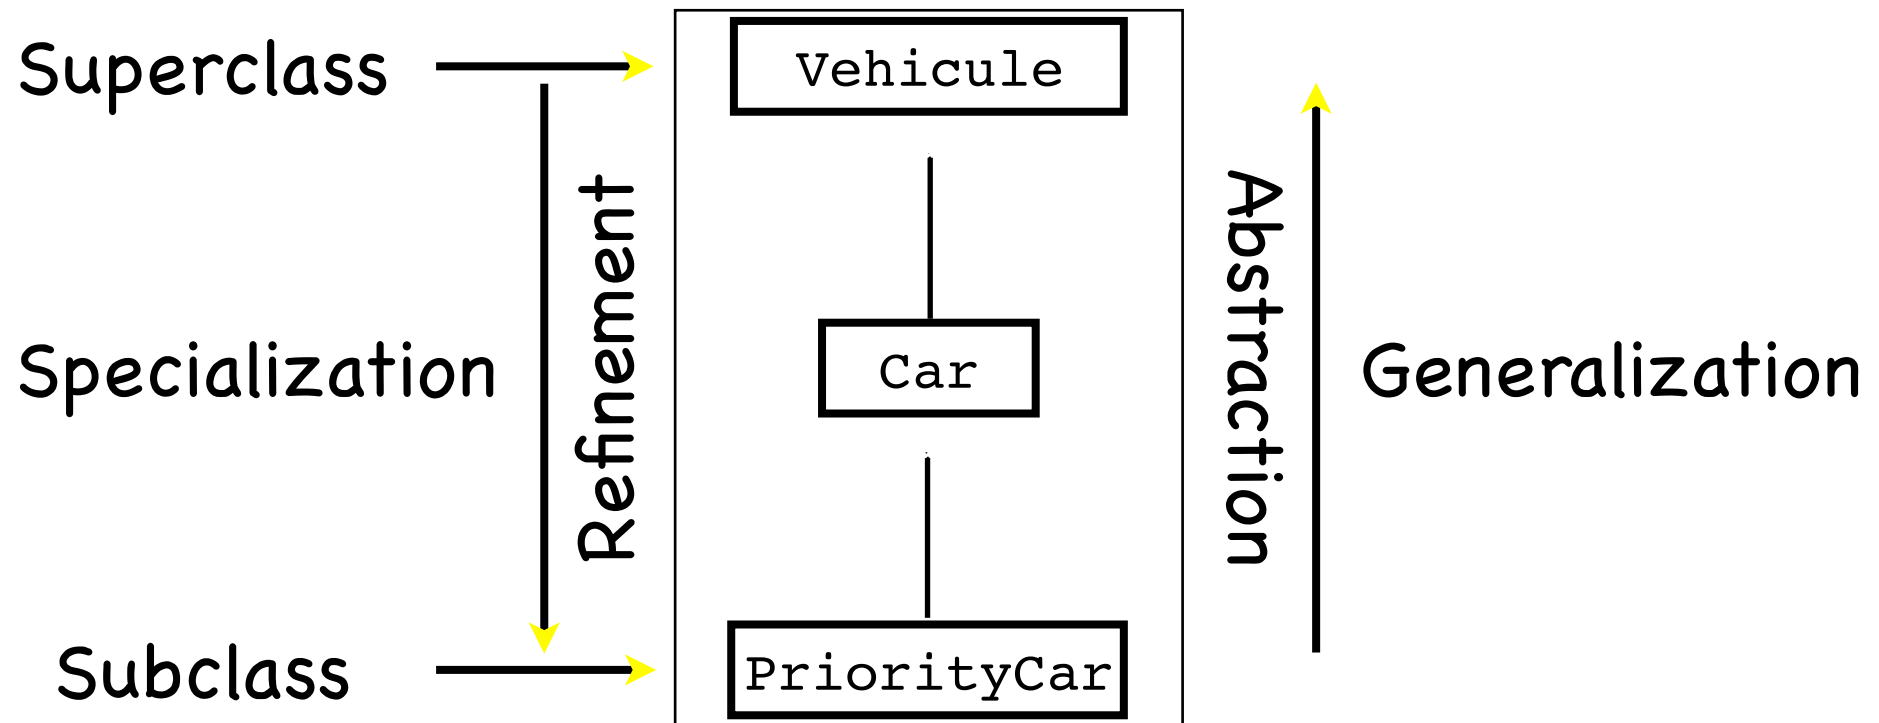 Superclass
Vehicule
Refinement
Abstraction
Specialization
Car
Generalization
Subclass
PriorityCar